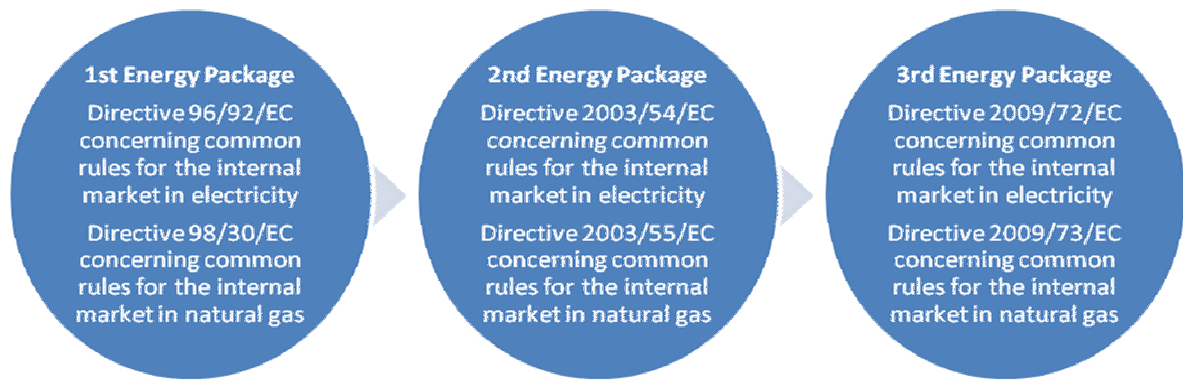 1st Energy Package
Directive 96/92/EC
concerning common
rules for the internal
market in electricity
Directive 98/30/EC
concerning common
rules for the internal
market in natural gas
2nd Energy Package
Directive 2003/54/EC
concerning common
rules for the internal
market in electricity
Directive 2003/55/EC
concerning common
rules for the internal
market in natural gas
3rd Energy Package
Directive 2009/72/EC
concerning common
rules for the internal
market in electricity
Directive 2009/73/EC
concerning common
rules for the internal
market in natural gas